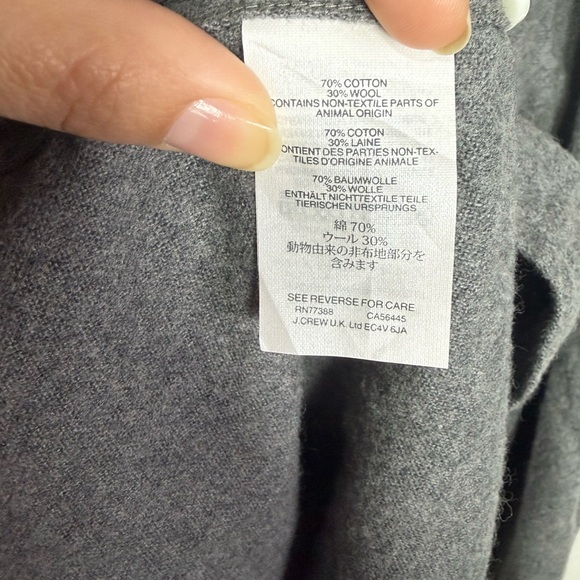 70% COTTON
30% WOOL
CONTAINS NON-TEXTILE PARTS OF
ANIMAL ORIGIN
70% COTON
30% LAINE
CONTIENT DES PARTIES NON-TEX-
TILES D'ORIGINE ANIMALE
70% BAUMWOLLE
30% WOLLE
ENTHÄLT NICHTTEXTILE TEILE
TIERISCHEN URSPRUNGS
綿 70%
ウール 30%
動物由来の非布地部分を
含みます
SEE REVERSE FOR CARE
RN77388 CA56445
J.CREW U.K. Ltd EC4V 6JA